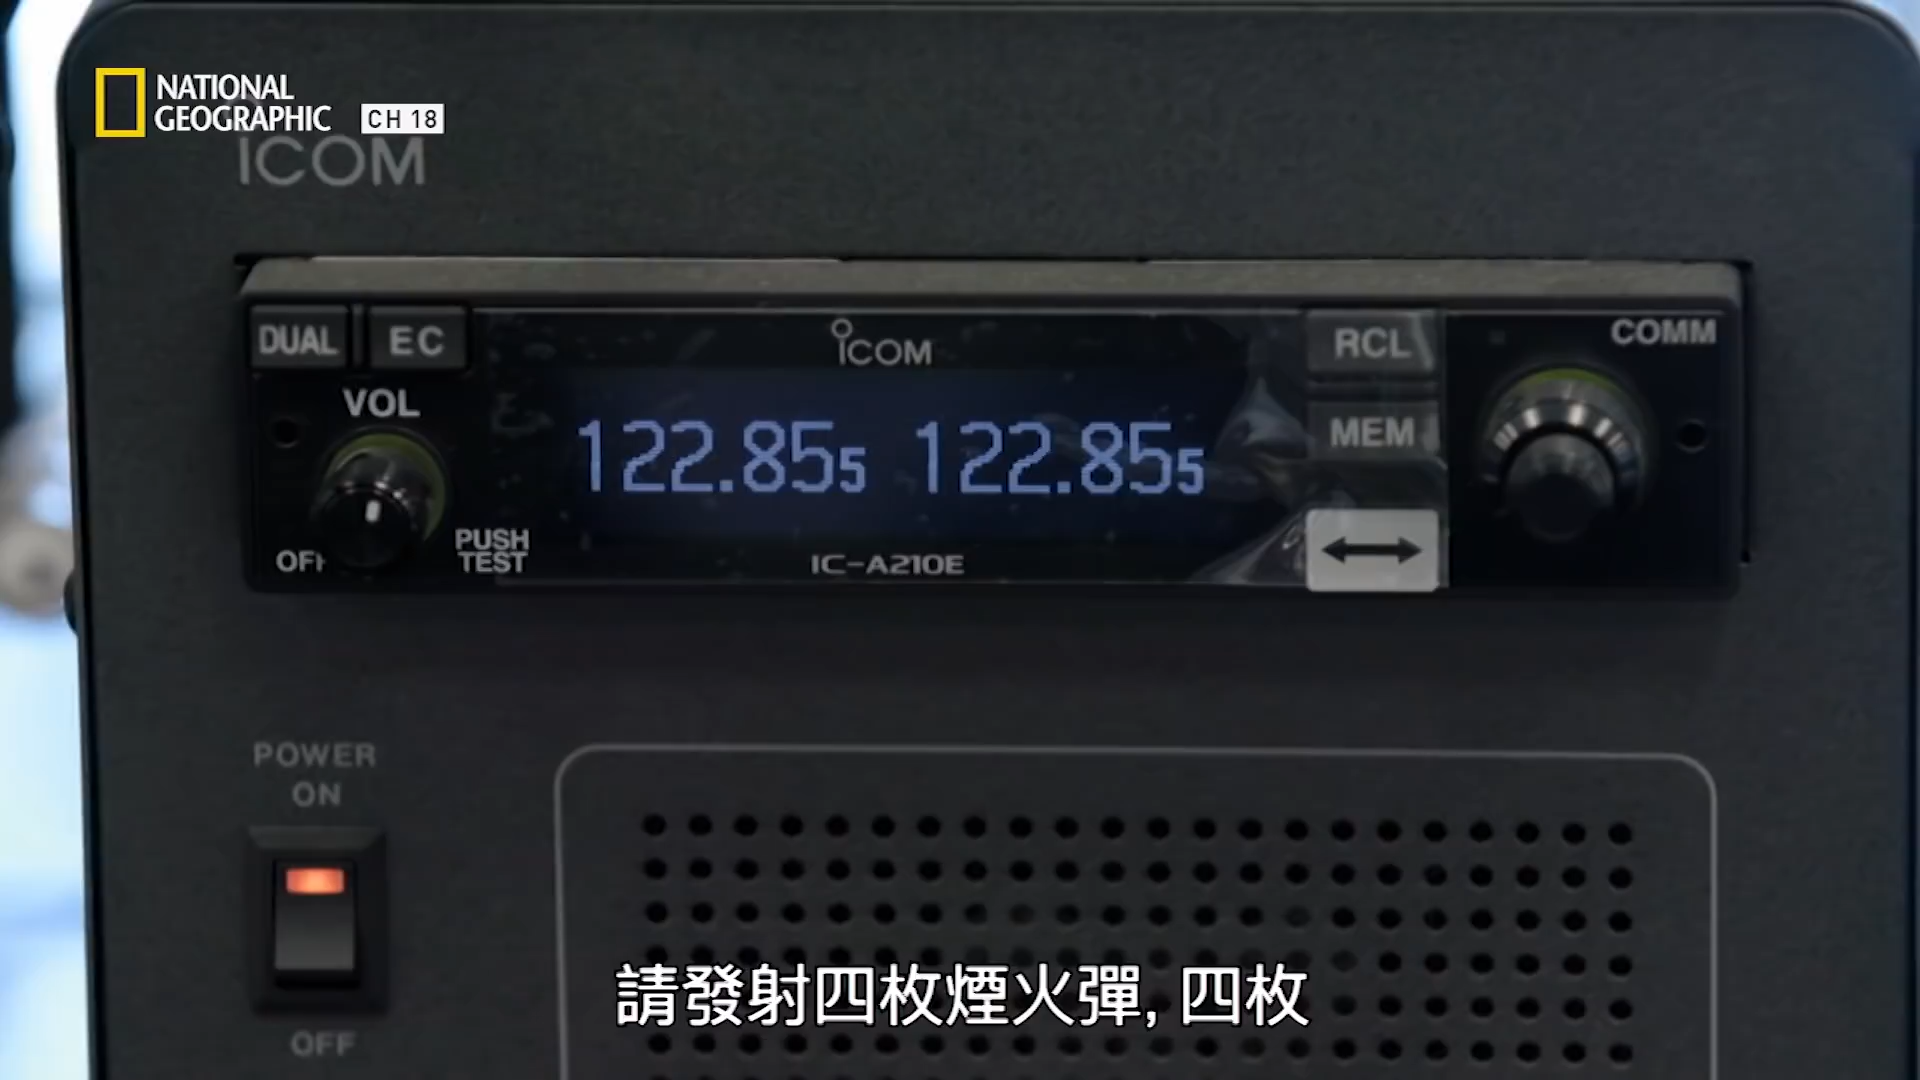 NATIONAL
GEOGRAPHIC CH 18
ICOM
DUAL EC
ICOM
RCL
COMM
VOL
122.855 122.855
MEM
OFF
PUSH
TEST
IC-A210E
POWER
ON
OFF
請發射四枚煙火彈, 四枚